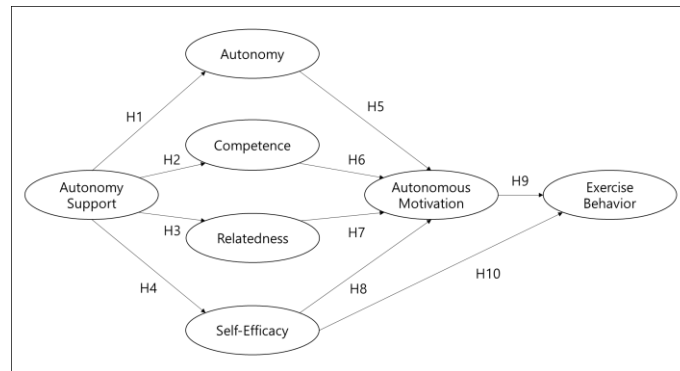 Autonomy
H1
H5
Competence
H2
H6
Autonomy
Support
Autonomous
Motivation
H9
Exercise
Behavior
H3
Relatedness
H7
H4
H8
H10
Self-Efficacy